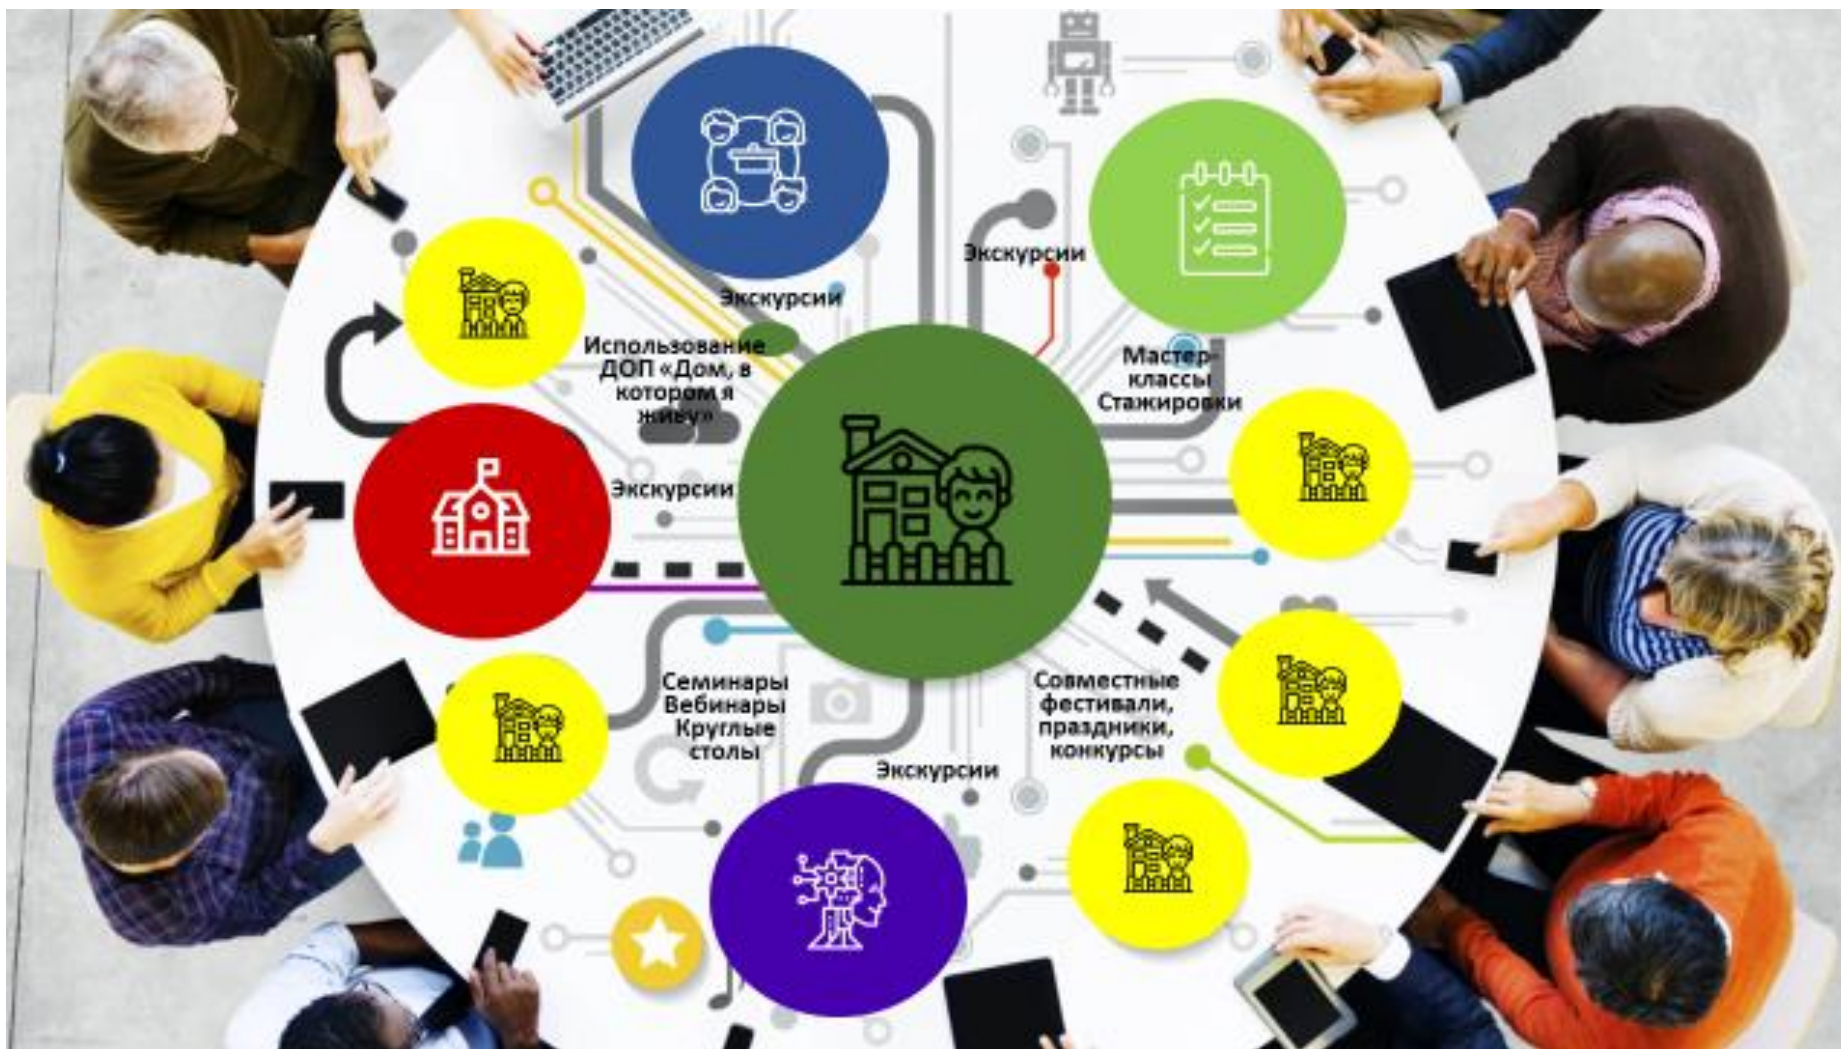 Экскурсии
Экскурсии
Использование
ДОП «Дом, в
котором я
живу»
Мастер-
классы
Стажировки
Экскурсии
Семинары
Вебинары
Круглые
столы
Совместные
фестивали,
праздники,
конкурсы
Экскурсии